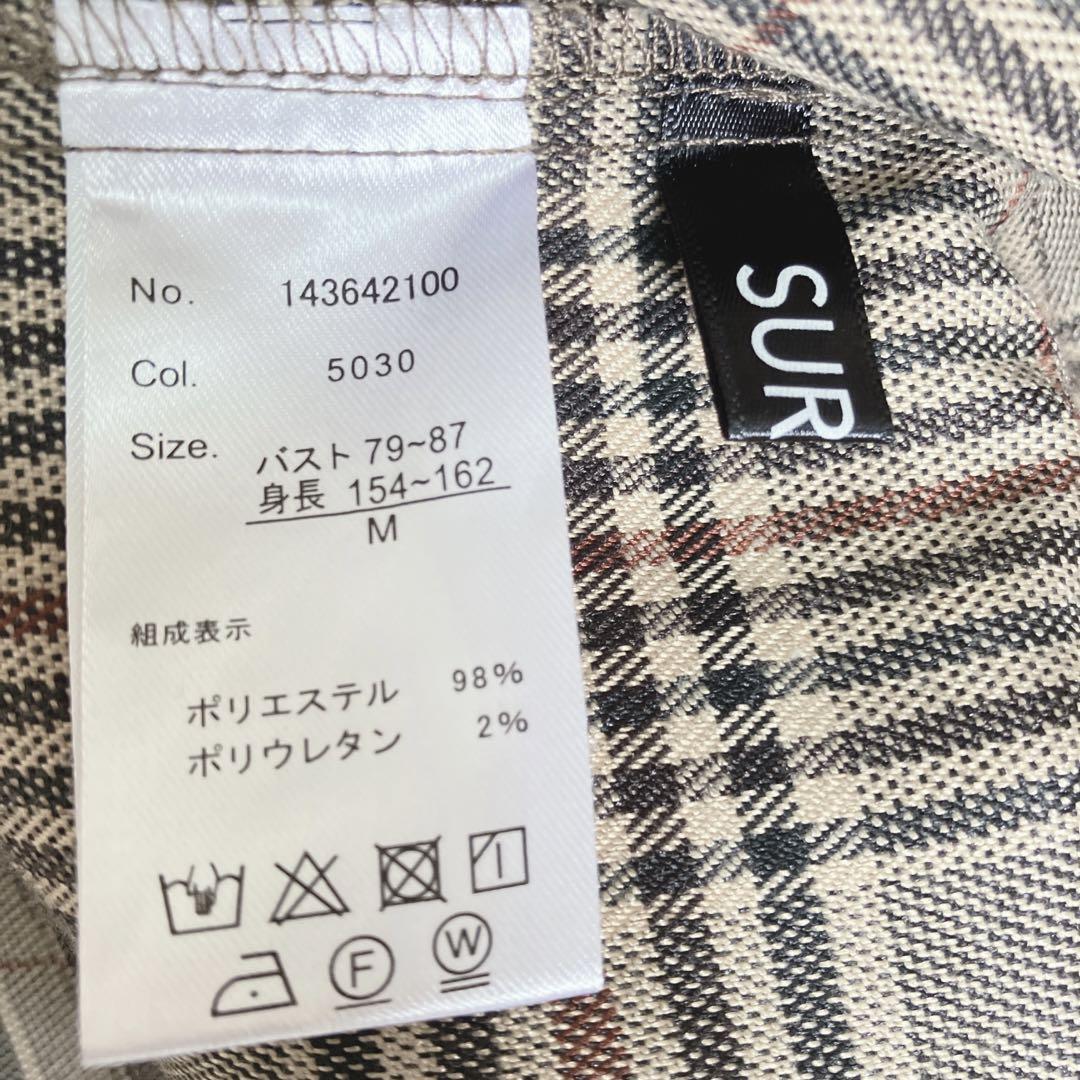 No. 143642100
Col. 5030
Size. バスト 79~87
身長 154~162
M
組成表示
ポリエステル 98%
ポリウレタン 2%
F
W
SUR